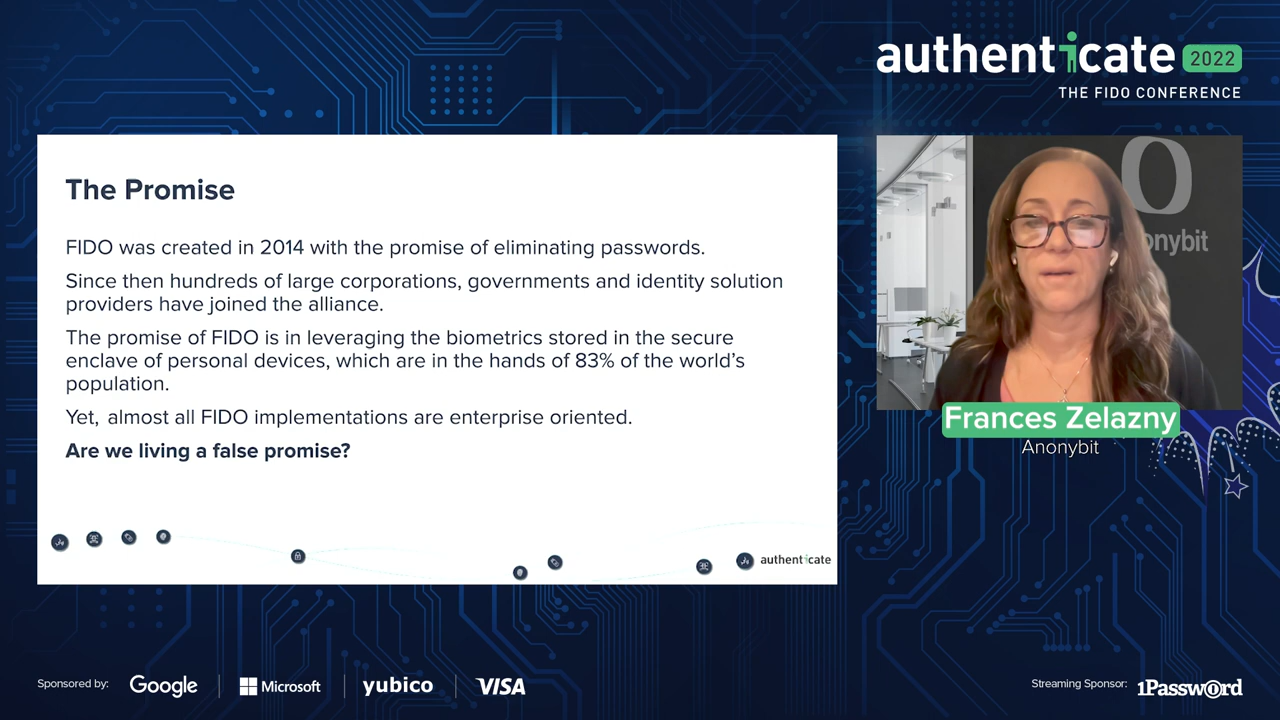 authenticate 2022
THE FIDO CONFERENCE
The Promise
FIDO was created in 2014 with the promise of eliminating passwords.
Since then hundreds of large corporations, governments and identity solution
providers have joined the alliance.
The promise of FIDO is in leveraging the biometrics stored in the secure
enclave of personal devices, which are in the hands of 83% of the world's
population.
Yet, almost all FIDO implementations are enterprise oriented.
Are we living a false promise?
authenticate
onybit
Frances Zelazny
Anonybit
Sponsored by: Google Microsoft yubico VISA
Streaming Sponsor: 1Password